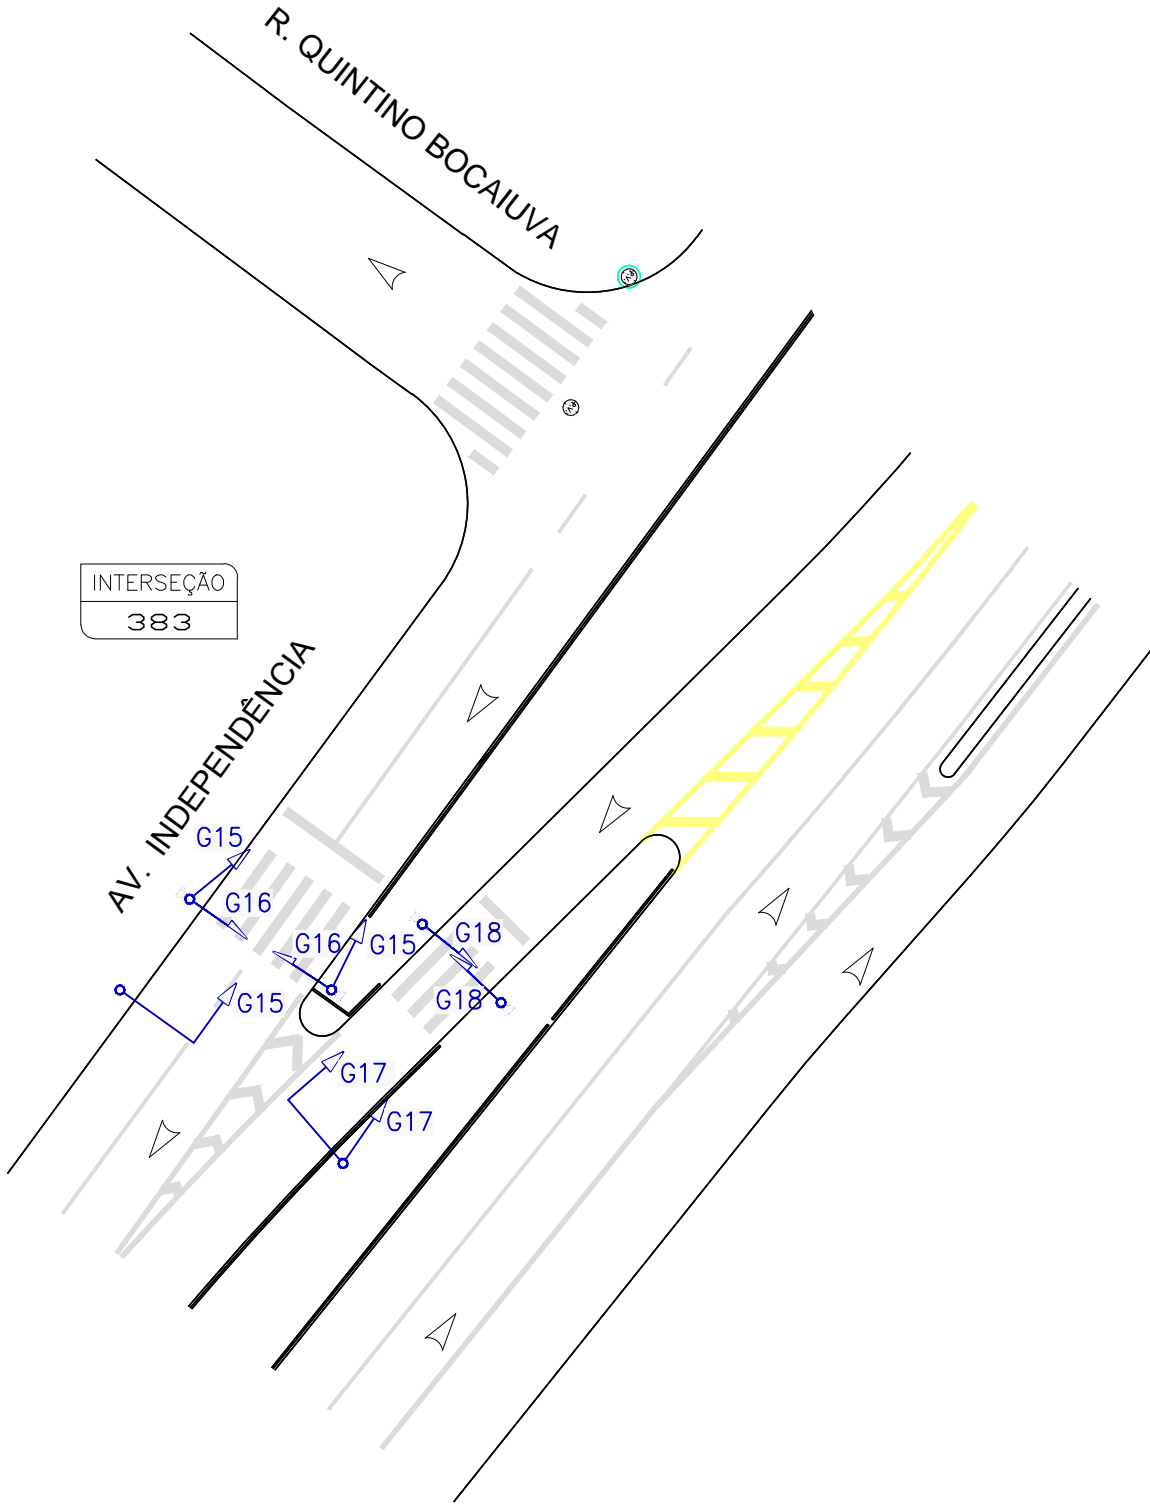 R. QUINTINO BOCAIUVA
P.V.
P.V.
INTERSEÇÃO
383
AV. INDEPENDÊNCIA
G15
G16
G16
G15
G18
G18
G15
G17
G17